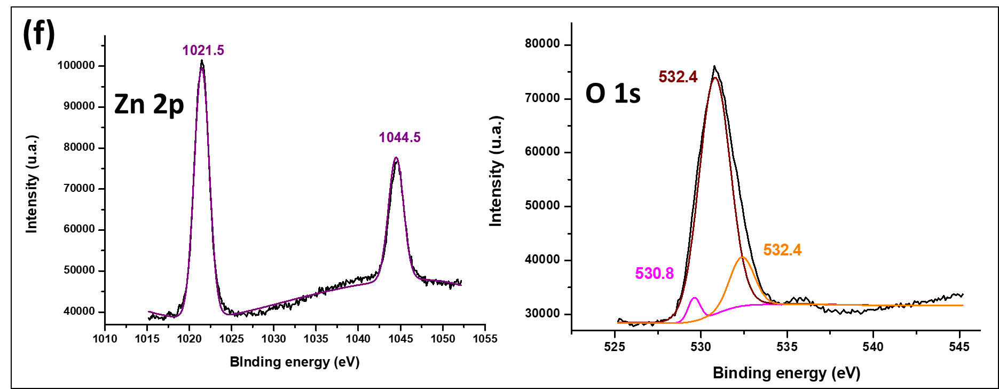 (f)
1021.5
100000
90000
80000
70000
60000
50000
40000
Zn 2p
1044.5
Intensity (u.a.)
1010 1015 1020 1025 1030 1035 1040 1045 1050 1055
BInding energy (eV)
80000
70000
60000
50000
40000
30000
O 1s
532.4
532.4
530.8
Intensity (u.a.)
525 530 535 540 545
Binding energy (eV)